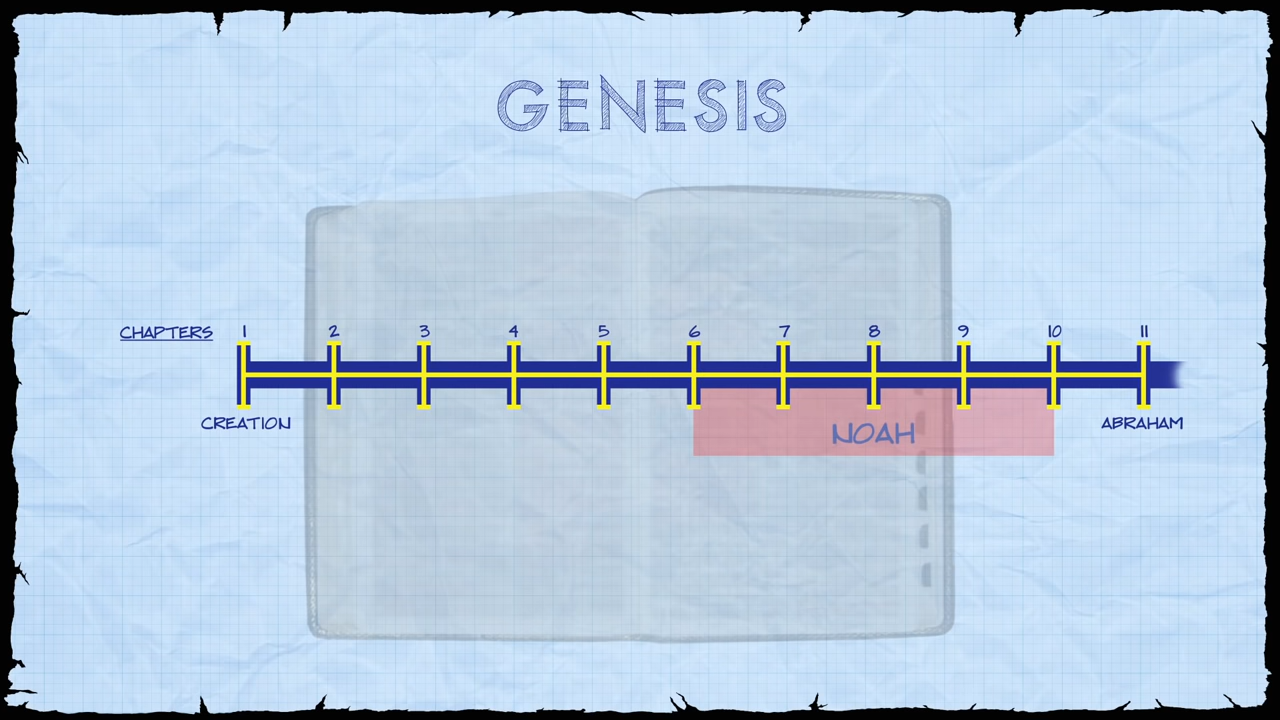 GENESIS
CHAPTERS 1 2 3 4 5 6 7 8 9 10 11
CREATION ABRAHAM
NOAH